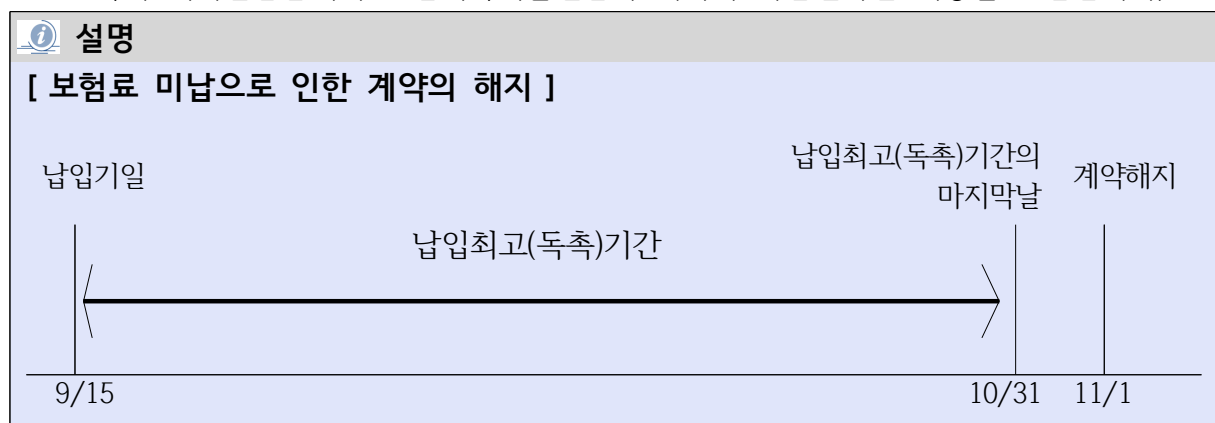 설명
[ 보험료 미납으로 인한 계약의 해지 ]
납입기일
납입최고(독촉)기간의
마지막날
계약해지
납입최고(독촉)기간
9/15
10/31
11/1